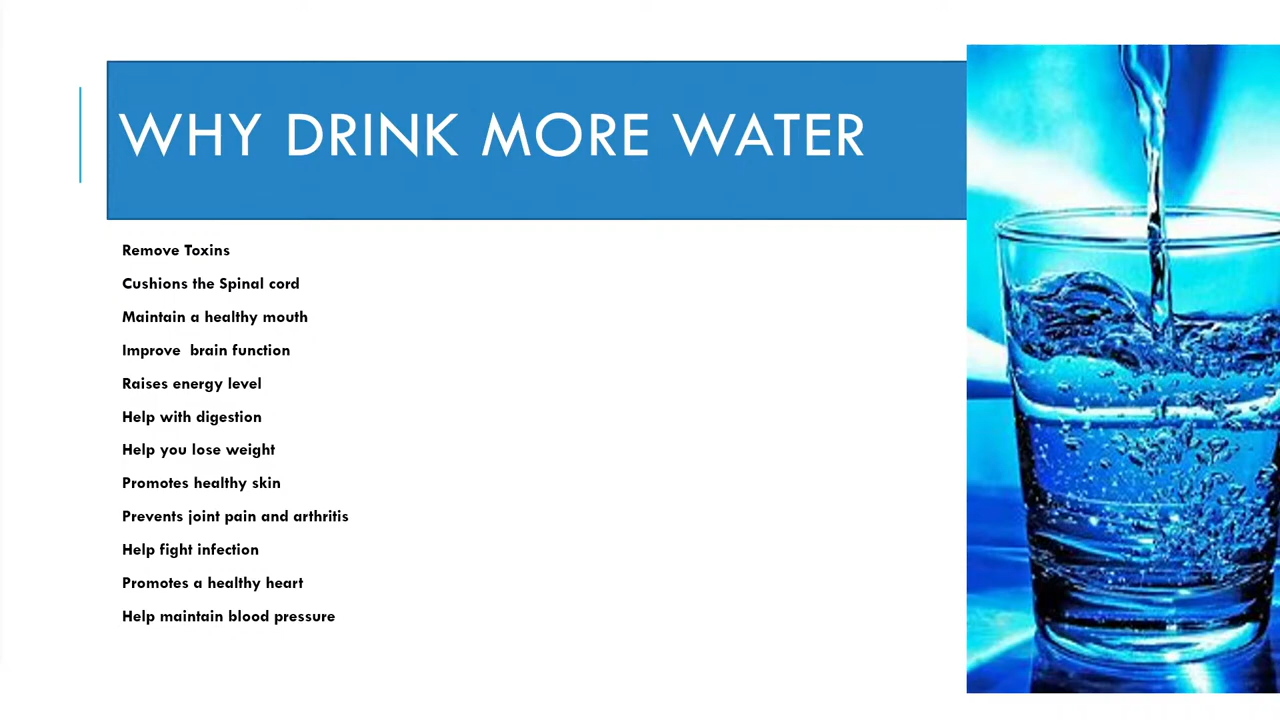 WHY DRINK MORE WATER
Remove Toxins
Cushions the Spinal cord
Maintain a healthy mouth
Improve  brain function
Raises energy level
Help with digestion
Help you lose weight
Promotes healthy skin
Prevents joint pain and arthritis
Help fight infection
Promotes a healthy heart
Help maintain blood pressure